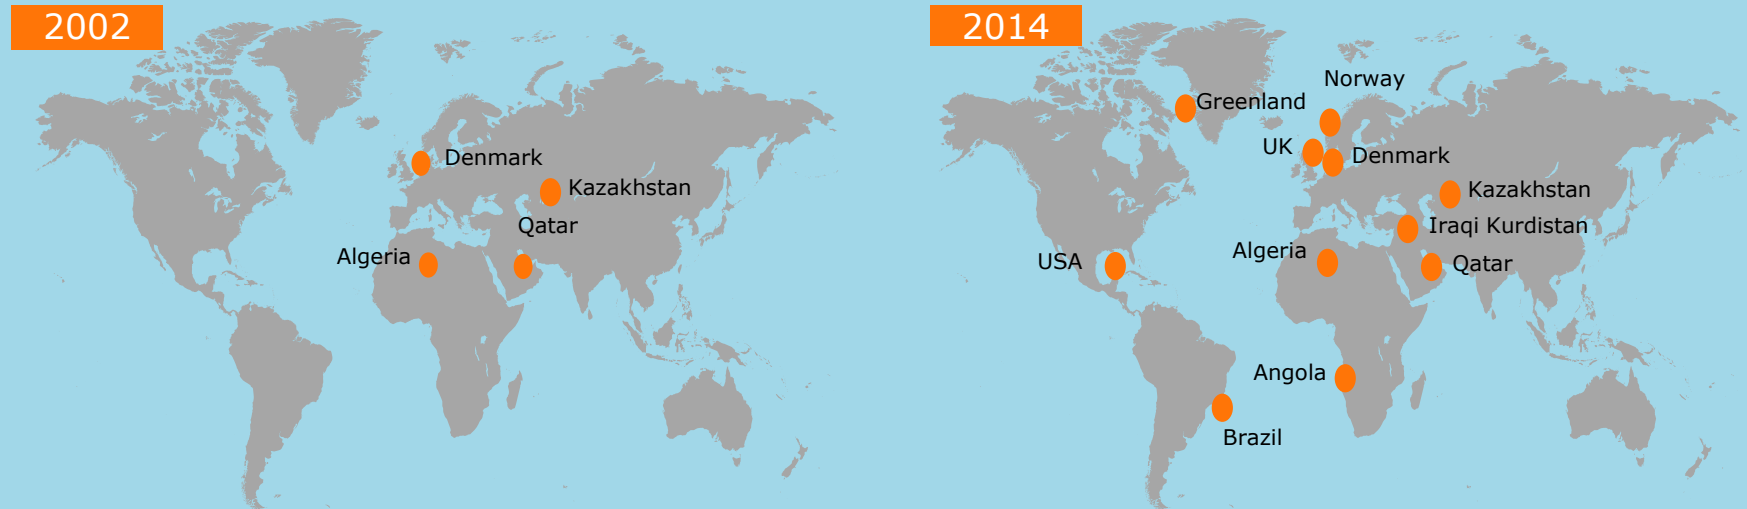 2002
Denmark
Kazakhstan
Qatar
Algeria
2014
Norway
Greenland
UK
Denmark
Kazakhstan
Iraqi Kurdistan
Algeria
USA
Qatar
Angola
Brazil